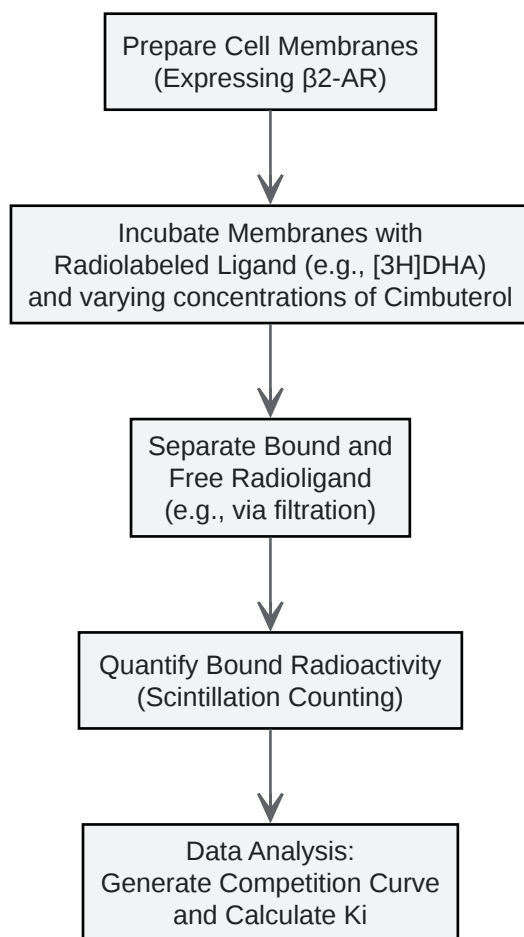 Prepare Cell Membranes
(Expressing β2-AR)
Incubate Membranes with
Radiolabeled Ligand (e.g., [3H]DHA)
and varying concentrations of Cimbuterol
Separate Bound and
Free Radioligand
(e.g., via filtration)
Quantify Bound Radioactivity
(Scintillation Counting)
Data Analysis:
Generate Competition Curve
and Calculate Ki